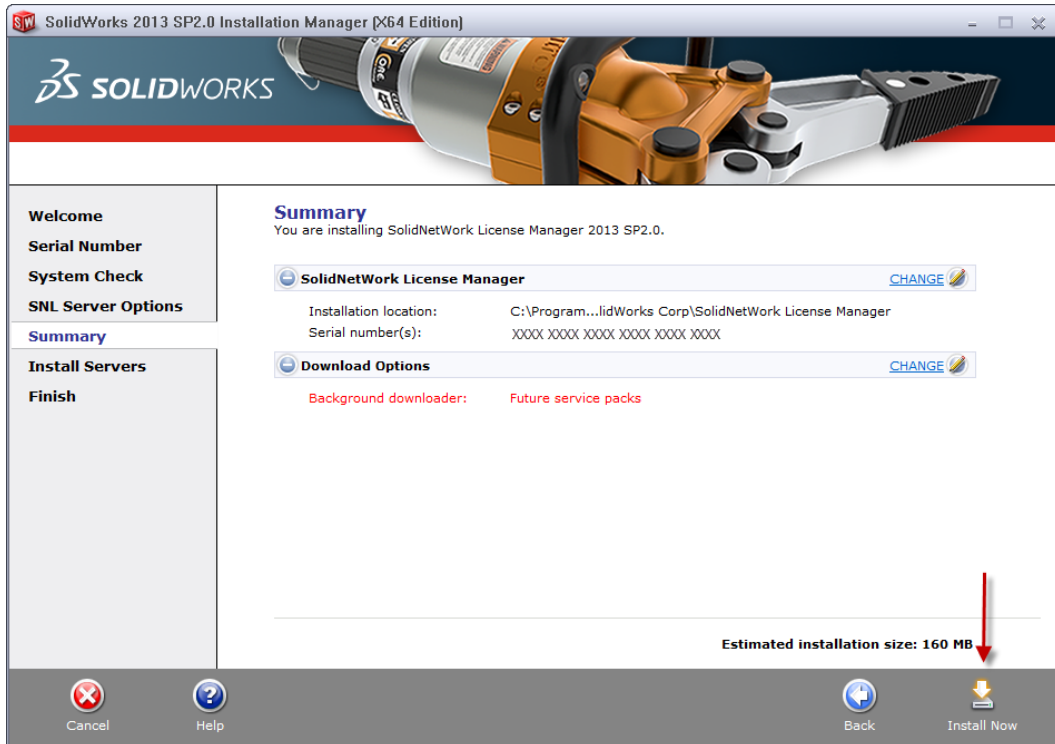 SolidWorks 2013 SP2.0 Installation Manager (X64 Edition)
SOLIDWORKS
Welcome
Serial Number
System Check
SNL Server Options
Summary
Install Servers
Finish
Summary
You are installing SolidNetWork License Manager 2013 SP2.0.
SolidNetWork License Manager CHANGE
Installation location: C:\Program...lidWorks Corp\SolidNetWork License Manager
Serial number(s): XXXX XXXX XXXX XXXX XXXX XXXX
Download Options CHANGE
Background downloader: Future service packs
Estimated installation size: 160 MB
Cancel Help Back Install Now